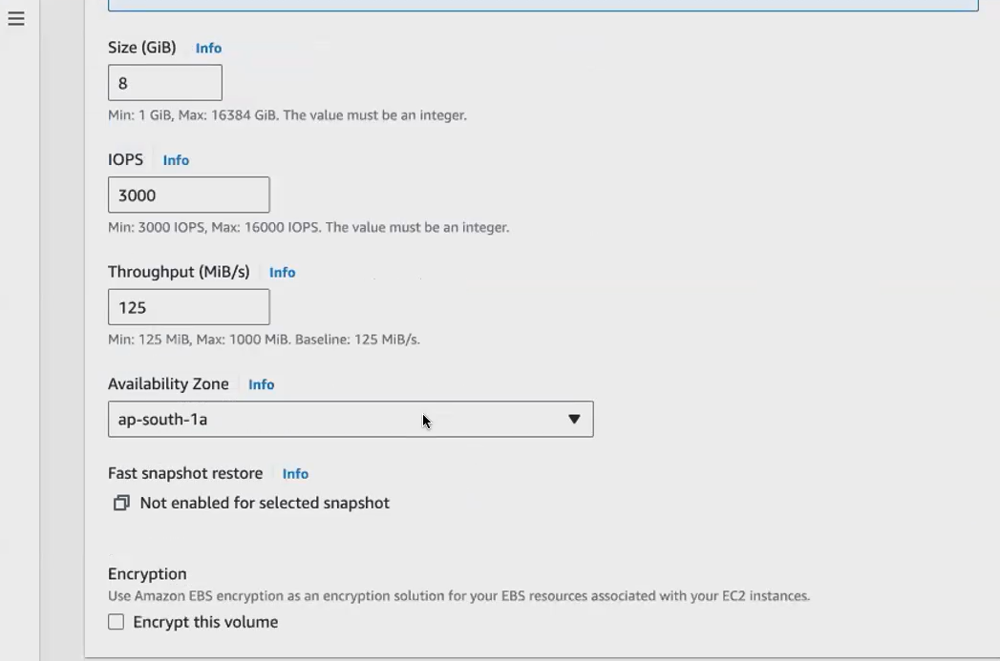 Size (GiB) Info
8
Min: 1 GiB, Max: 16384 GiB. The value must be an integer.
IOPS Info
3000
Min: 3000 IOPS, Max: 16000 IOPS. The value must be an integer.
Throughput (MiB/s) Info
125
Min: 125 MiB, Max: 1000 MiB. Baseline: 125 MiB/s.
Availability Zone Info
ap-south-1a
Fast snapshot restore Info
Not enabled for selected snapshot
Encryption
Use Amazon EBS encryption as an encryption solution for your EBS resources associated with your EC2 instances.
Encrypt this volume